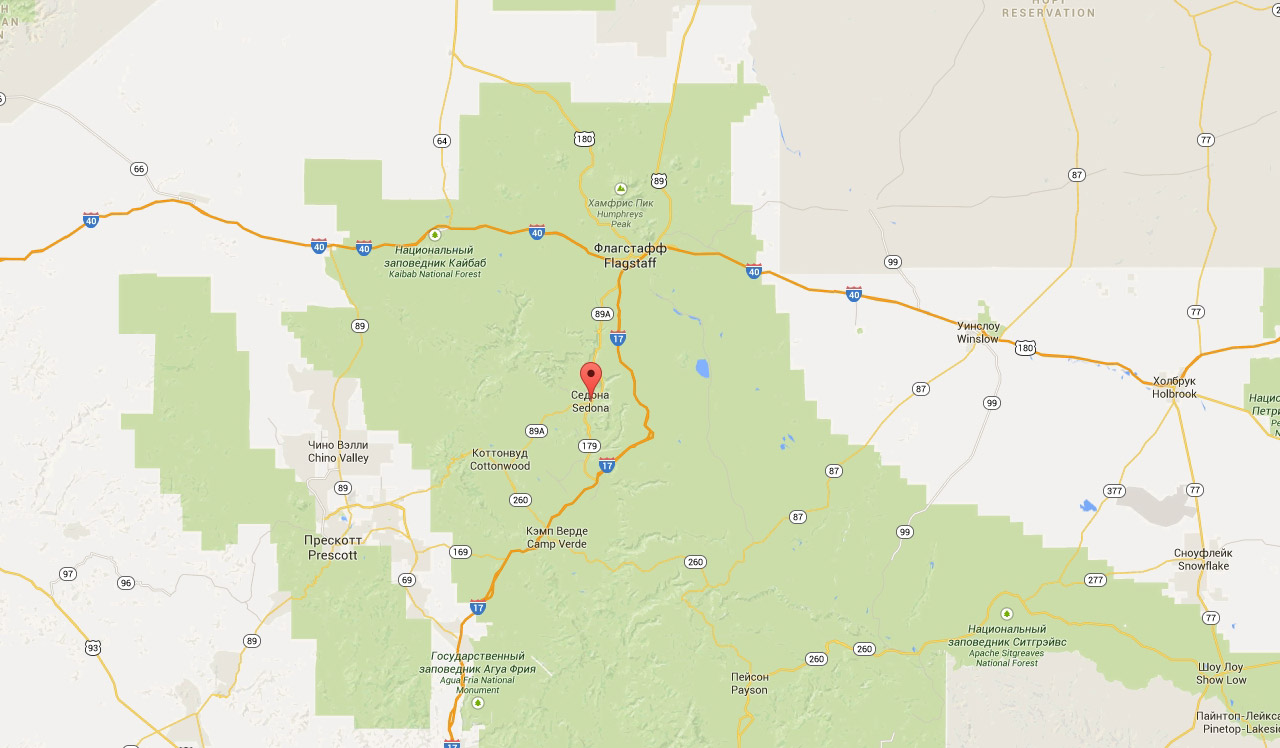 HOPI
RESERVATION
180
64
66
77
89
87
Хамфрис Пик
Humphreys
Peak
40
40
40
40
Флагстафф
Flagstaff
Национальный
заповедник Кайбаб
Kaibab National Forest
99
40
40
89A
77
89
17
Уинслоу
Winslow
180
Седона
Sedona
87
Холбрук
Holbrook
99
89A
179
Чино Вэлли
Chino Valley
Коттонвуд
Cottonwood
17
87
89
260
377
77
87
Прескотт
Prescott
Кэмп Верде
Camp Verde
99
169
260
Сноуфлейк
Snowflake
97
96
69
277
17
77
Национальный
заповедник Ситгрэйвс
Apache Sitgreaves
National Forest
89
93
260
260
Государственный
заповедник Агуа Фрия
Agua Fria National
Monument
Пейсон
Payson
Шоу Лоу
Show Low
17